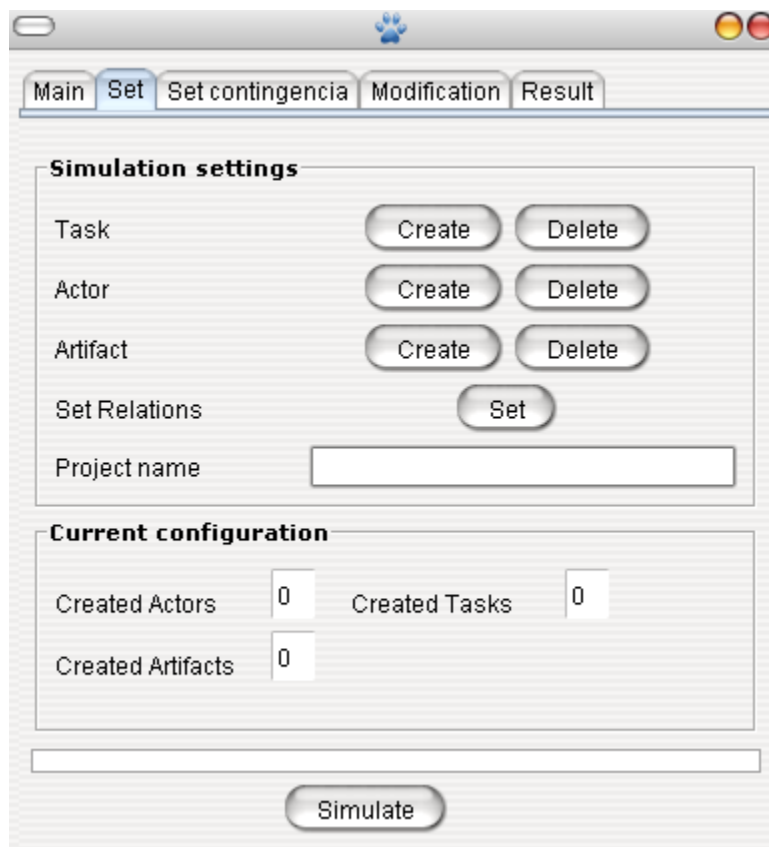 Main Set Set contingencia Modification Result
Simulation settings
Task Create Delete
Actor Create Delete
Artifact Create Delete
Set Relations Set
Project name
Current configuration
Created Actors 0 Created Tasks 0
Created Artifacts 0
Simulate